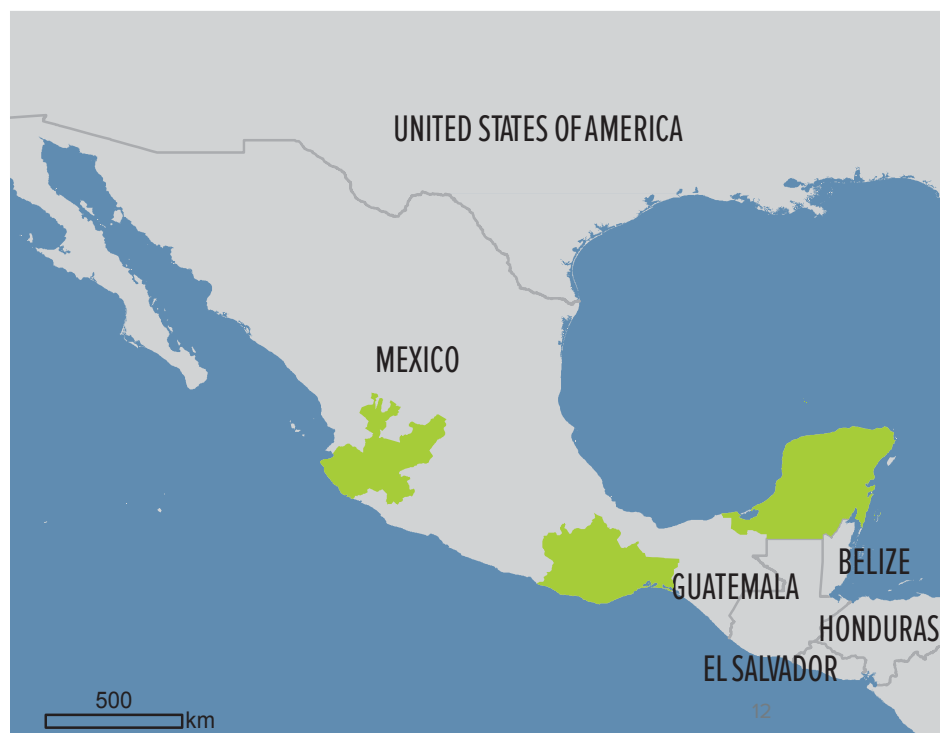 UNITED STATES OF AMERICA
MEXICO
BELIZE
GUATEMALA
HONDURAS
EL SALVADOR
500
km
12